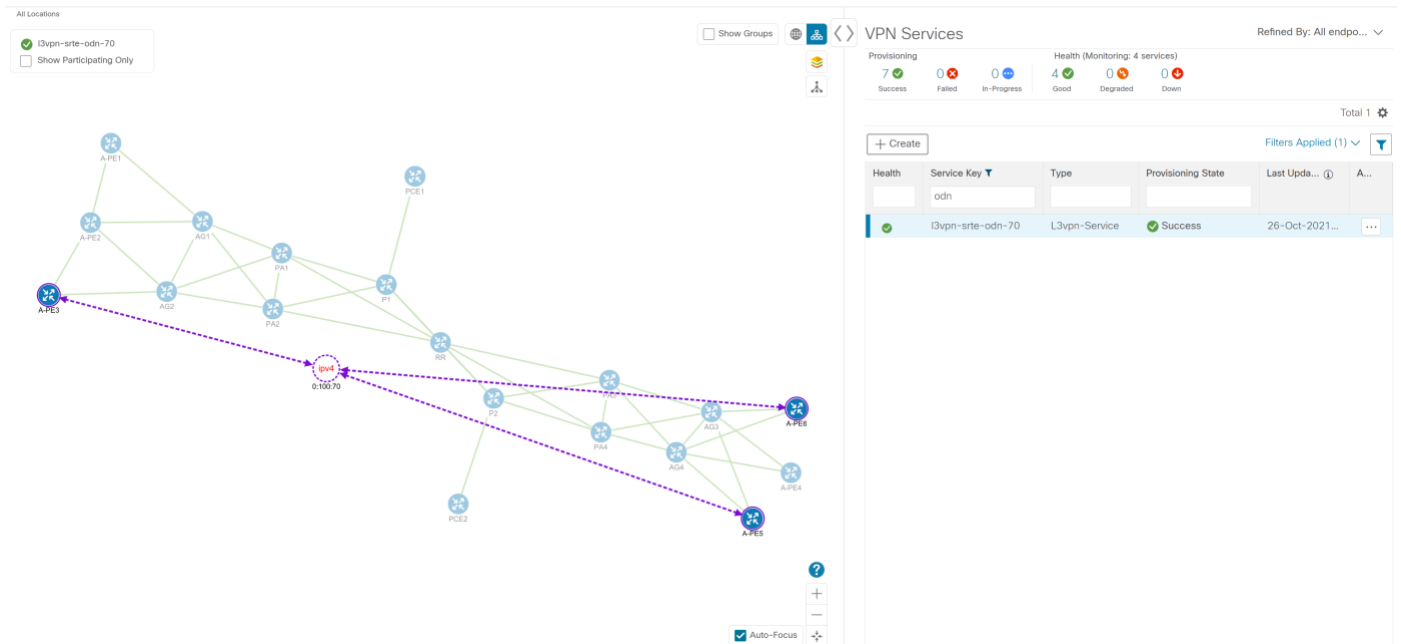 All Locations
l3vpn-srte-odn-70
Show Participating Only
Show Groups
A-PE1
PCE1
A-PE2
AG1
PA1
A-PE3
AG2
P1
PA2
RR
ipv4
0:100:70
P2
A-PE6
AG3
PA4
AG4
A-PE4
PCE2
A-PE5
Auto-Focus
VPN Services
Refined By: All endpo...
Provisioning
Health (Monitoring: 4 services)
7
0
0
4
0
0
Success
Failed
In-Progress
Good
Degraded
Down
Total 1
+ Create
Filters Applied (1)
Health
Service Key
Type
Provisioning State
Last Upda...
A...
odn
l3vpn-srte-odn-70
L3vpn-Service
Success
26-Oct-2021...
...